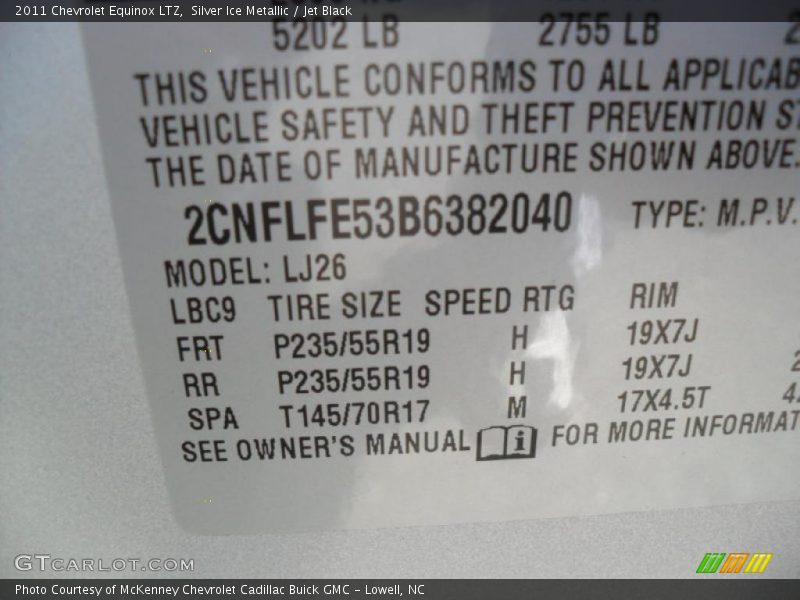 2011 Chevrolet Equinox LTZ, Silver Ice Metallic / Jet Black
5202 LB 2755 LB
THIS VEHICLE CONFORMS TO ALL APPLICAB
VEHICLE SAFETY AND THEFT PREVENTION ST
THE DATE OF MANUFACTURE SHOWN ABOVE.
2CNFLFE53B6382040 TYPE: M.P.V.
MODEL: LJ26
LBC9 TIRE SIZE SPEED RTG RIM
FRT P235/55R19 H 19X7J
RR P235/55R19 H 19X7J
SPA T145/70R17 M 17X4.5T
SEE OWNER'S MANUAL FOR MORE INFORMAT
GTCARLOT.COM
Photo Courtesy of McKenney Chevrolet Cadillac Buick GMC - Lowell, NC